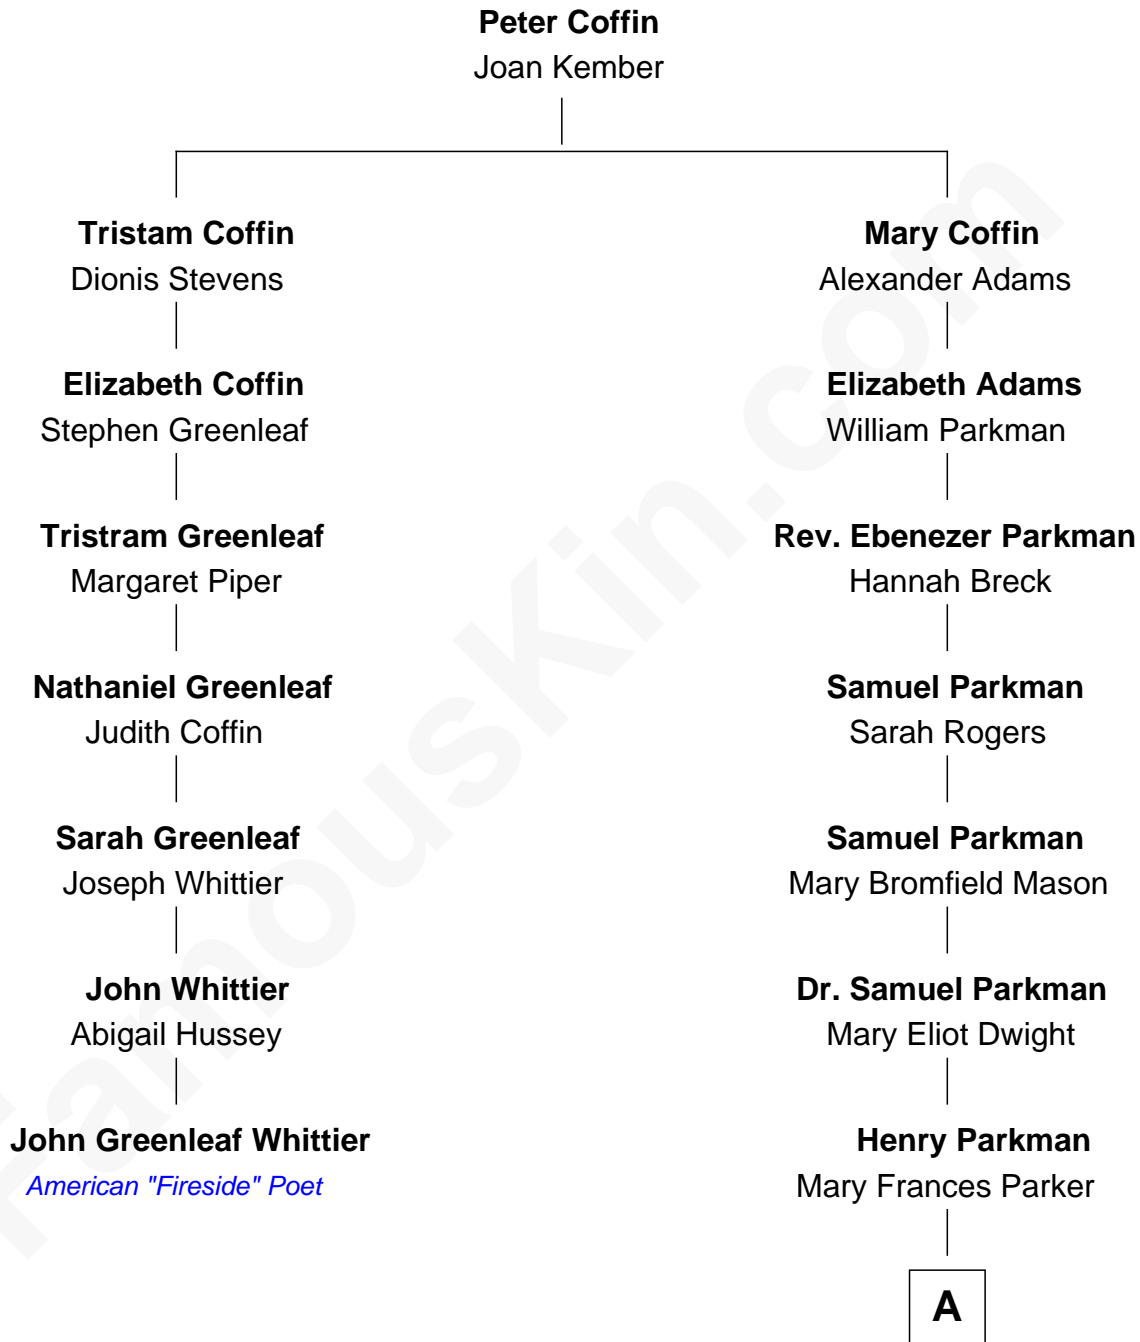 Peter Coffin
Joan Kember
Tristam Coffin
Dionis Stevens
Mary Coffin
Alexander Adams
Elizabeth Coffin
Stephen Greenleaf
Elizabeth Adams
William Parkman
Tristram Greenleaf
Margaret Piper
Rev. Ebenezer Parkman
Hannah Breck
Nathaniel Greenleaf
Judith Coffin
Samuel Parkman
Sarah Rogers
Sarah Greenleaf
Joseph Whittier
Samuel Parkman
Mary Bromfield Mason
John Whittier
Abigail Hussey
Dr. Samuel Parkman
Mary Eliot Dwight
John Greenleaf Whittier
American "Fireside" Poet
Henry Parkman
Mary Frances Parker
A
FamousKin.com